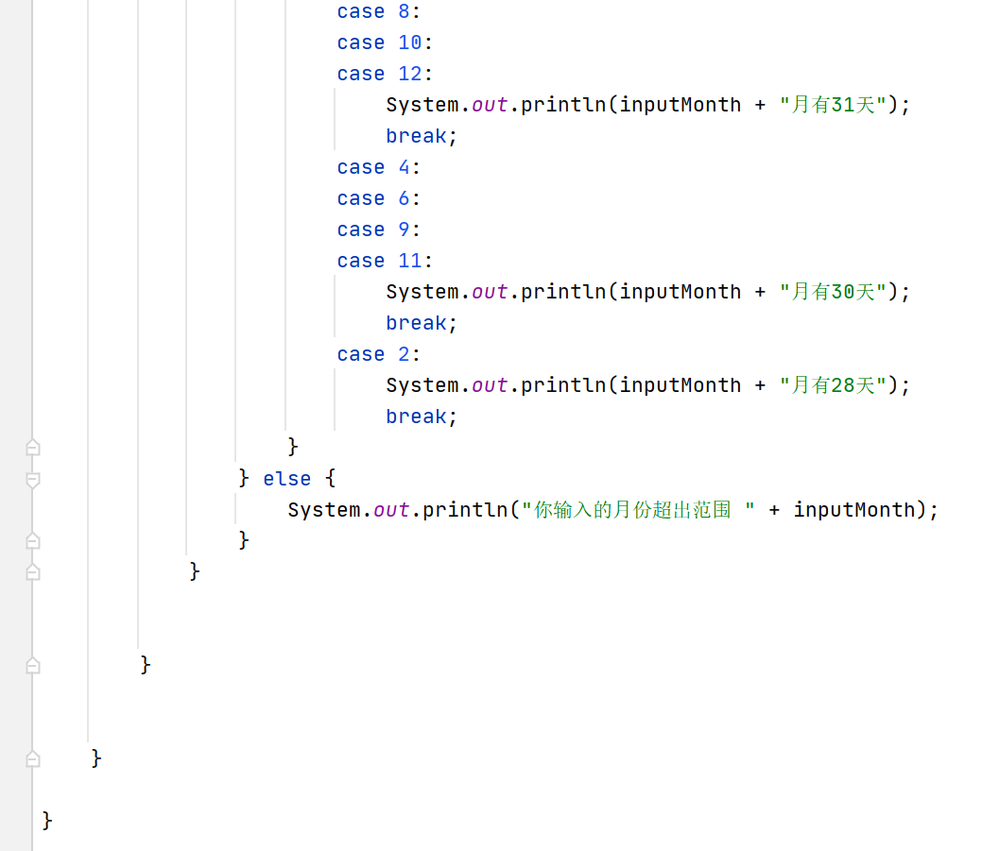 case 8:
case 10:
case 12:
System.out.println(inputMonth + "月有31天");
break;
case 4:
case 6:
case 9:
case 11:
System.out.println(inputMonth + "月有30天");
break;
case 2:
System.out.println(inputMonth + "月有28天");
break;
}
} else {
System.out.println("你输入的月份超出范围 " + inputMonth);
}
}
}
}
}